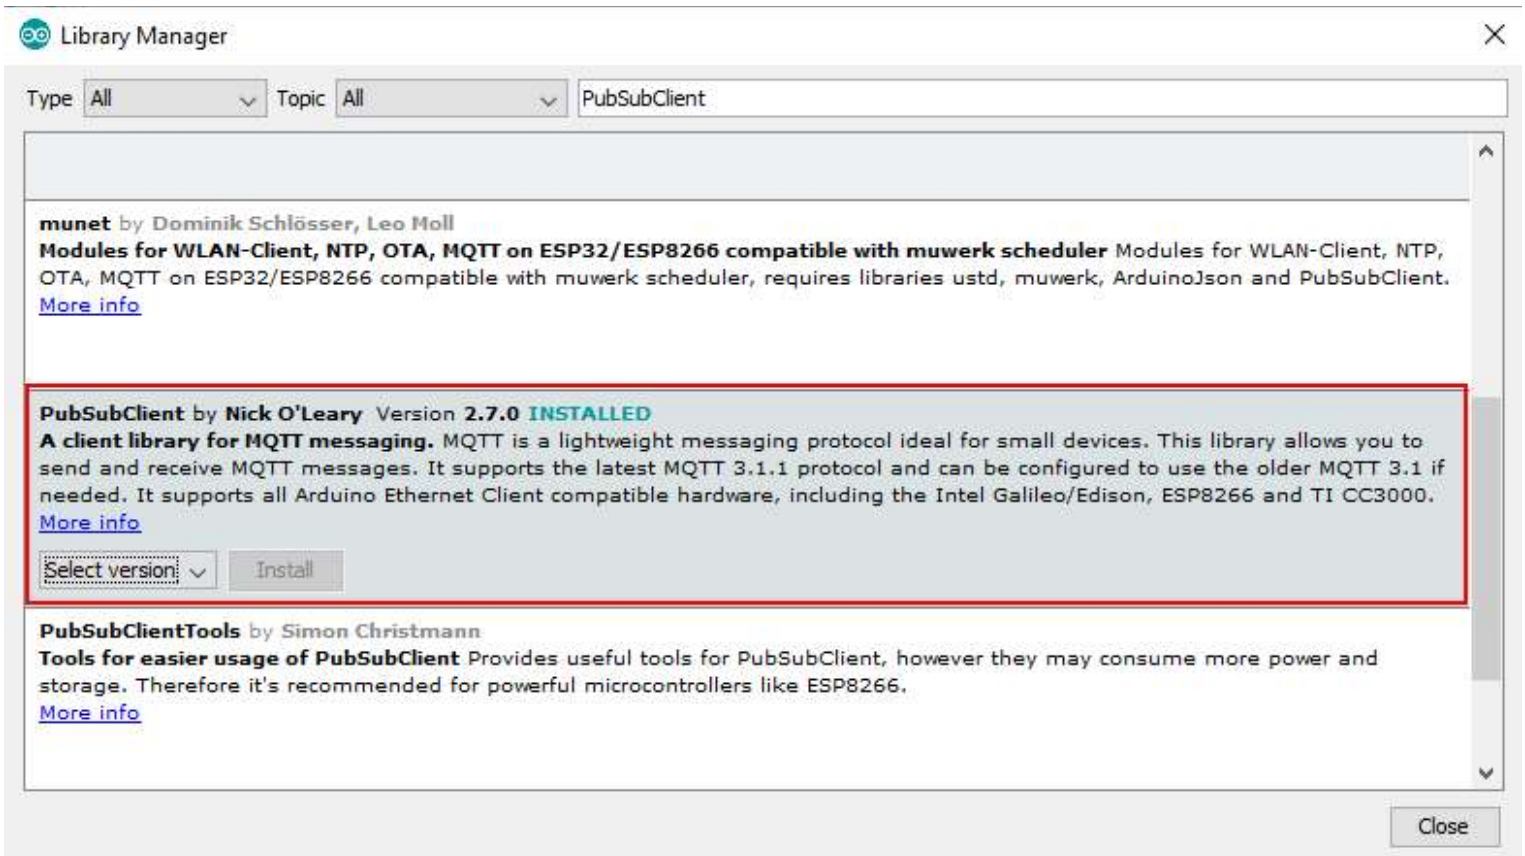 Library Manager
Type All Topic All PubSubClient
munet by Dominik Schlösser, Leo Moll
Modules for WLAN-Client, NTP, OTA, MQTT on ESP32/ESP8266 compatible with muwerk scheduler Modules for WLAN-Client, NTP,
OTA, MQTT on ESP32/ESP8266 compatible with muwerk scheduler, requires libraries ustd, muwerk, ArduinoJson and PubSubClient.
More info
PubSubClient by Nick O'Leary Version 2.7.0 INSTALLED
A client library for MQTT messaging. MQTT is a lightweight messaging protocol ideal for small devices. This library allows you to
send and receive MQTT messages. It supports the latest MQTT 3.1.1 protocol and can be configured to use the older MQTT 3.1 if
needed. It supports all Arduino Ethernet Client compatible hardware, including the Intel Galileo/Edison, ESP8266 and TI CC3000.
More info
Select version Install
PubSubClientTools by Simon Christmann
Tools for easier usage of PubSubClient Provides useful tools for PubSubClient, however they may consume more power and
storage. Therefore it's recommended for powerful microcontrollers like ESP8266.
More info
Close